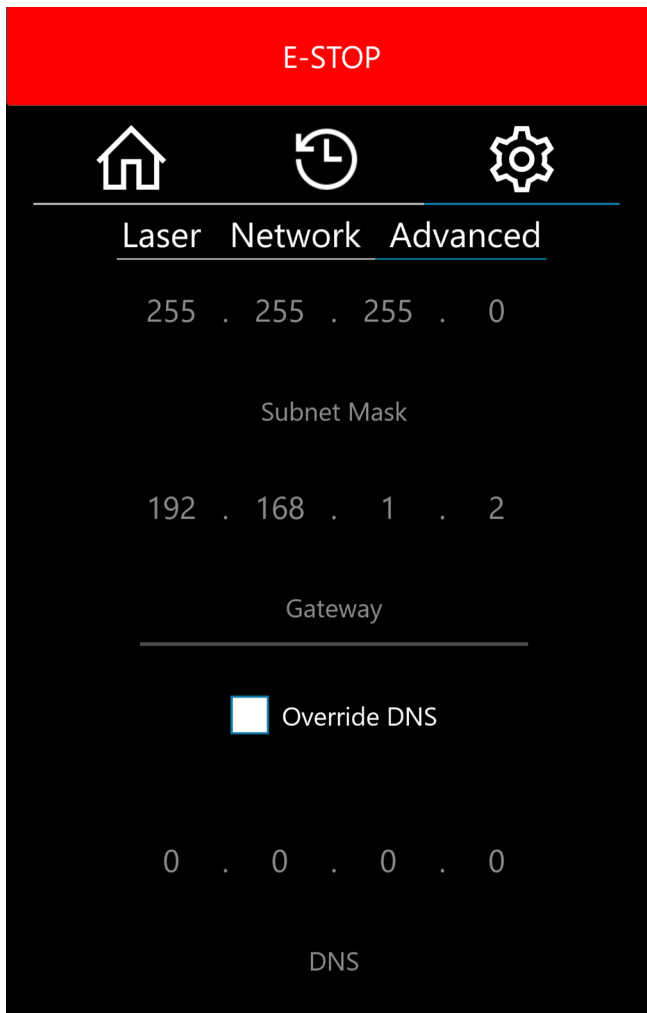 E-STOP
Laser Network Advanced
255 . 255 . 255 . 0
Subnet Mask
192 . 168 . 1 . 2
Gateway
Override DNS
0 . 0 . 0 . 0
DNS